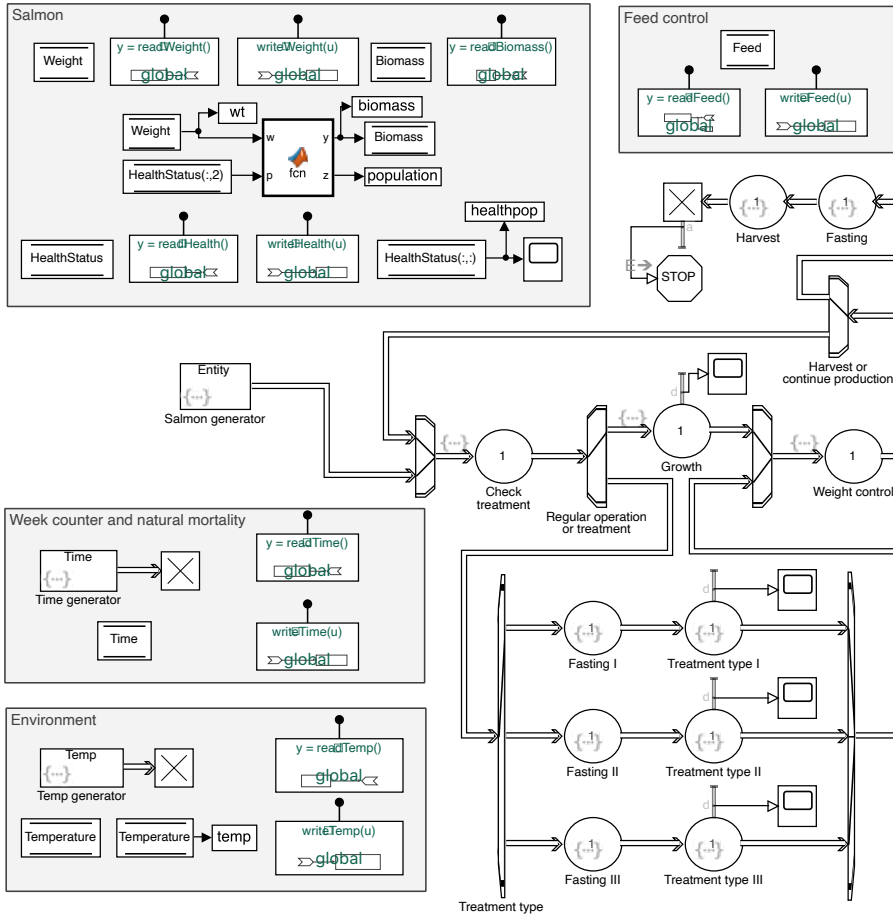 Salmon
Weight
y = readWeight()
global
writeWeight(u)
global
Biomass
y = readBiomass()
global
Weight
wt
w
p
fcn
y
z
biomass
Biomass
HealthStatus(:,2)
population
HealthStatus
y = readHealth()
global
writeHealth(u)
global
HealthStatus(:,:)
healthpop
Feed control
Feed
y = readFeed()
global
writeFeed(u)
global
a
E
STOP
1
{...}
Harvest
1
{...}
Fasting
Harvest or
continue production
Entity
{...}
Salmon generator
{...}
1
Check
treatment
Regular operation
or treatment
{...}
d
1
Growth
{...}
1
Weight control
Week counter and natural mortality
Time
{...}
Time generator
y = readTime()
global
Time
writeTime(u)
global
Environment
Temp
{...}
Temp generator
y = readTemp()
global
Temperature
Temperature
temp
writeTemp(u)
global
Treatment type
1
{...}
Fasting I
d
1
{...}
Treatment type I
1
{...}
Fasting II
d
1
{...}
Treatment type II
1
{...}
Fasting III
d
1
{...}
Treatment type III